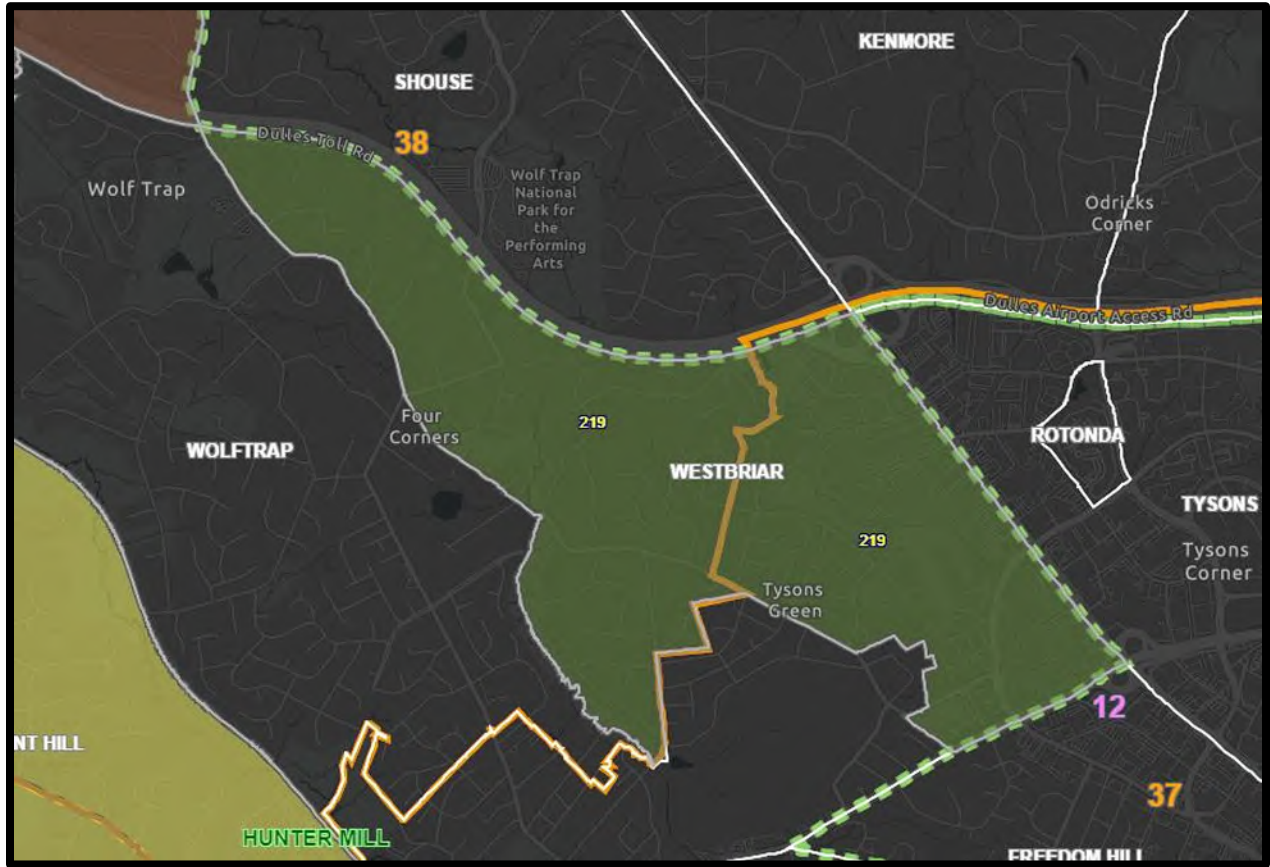 KENMORE
SHOUSE
Dulles Toll Rd
38
Wolf Trap
Wolf Trap
National
Park for
the
Performing
Arts
Odricks
Corner
Dulles Airport Access Rd
Four
Corners
219
ROTONDA
WOLFTRAP
WESTBRIAR
TYSONS
219
Tysons
Corner
Tysons
Green
12
NT HILL
37
HUNTER MILL
FREEDOM HILL